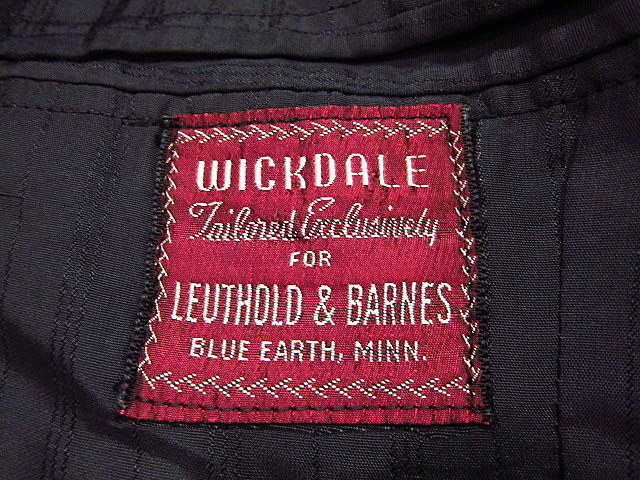 WICKDALE
Tailored Exclusively
FOR
LEUTHOLD & BARNES
BLUE EARTH, MINN.